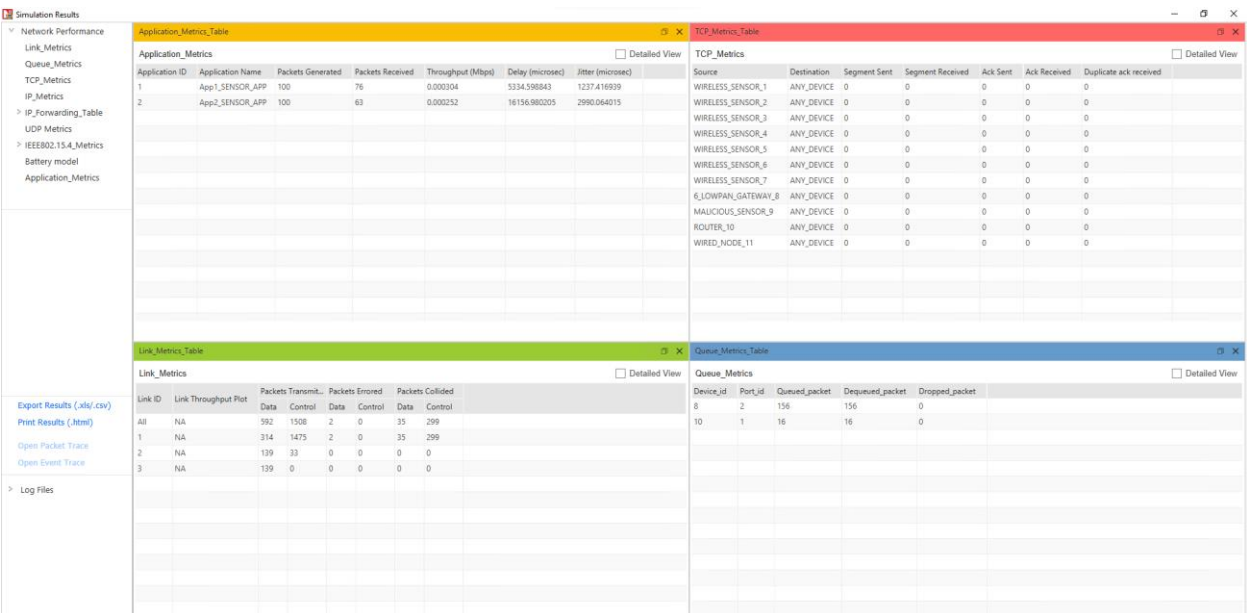 Simulation Results
Network Performance
Link_Metrics
Queue_Metrics
TCP_Metrics
IP_Metrics
IP_Forwarding_Table
UDP Metrics
IEEE802.15.4_Metrics
Battery model
Application_Metrics
Export Results (.xls/.csv)
Print Results (.html)
Open Packet Trace
Open Event Trace
Log Files
Application_Metrics_Table
Application_Metrics Detailed View
Application ID Application Name Packets Generated Packets Received Throughput (Mbps) Delay (microsec) Jitter (microsec)
1 App1_SENSOR_APP 100 76 0.000304 5334.598843 1237.416939
2 App2_SENSOR_APP 100 63 0.000252 16156.980205 2990.064015
TCP_Metrics_Table
TCP_Metrics Detailed View
Source Destination Segment Sent Segment Received Ack Sent Ack Received Duplicate ack received
WIRELESS_SENSOR_1 ANY_DEVICE 0 0 0 0 0
WIRELESS_SENSOR_2 ANY_DEVICE 0 0 0 0 0
WIRELESS_SENSOR_3 ANY_DEVICE 0 0 0 0 0
WIRELESS_SENSOR_4 ANY_DEVICE 0 0 0 0 0
WIRELESS_SENSOR_5 ANY_DEVICE 0 0 0 0 0
WIRELESS_SENSOR_6 ANY_DEVICE 0 0 0 0 0
WIRELESS_SENSOR_7 ANY_DEVICE 0 0 0 0 0
6_LOWPAN_GATEWAY_8 ANY_DEVICE 0 0 0 0 0
MALICIOUS_SENSOR_9 ANY_DEVICE 0 0 0 0 0
ROUTER_10 ANY_DEVICE 0 0 0 0 0
WIRED_NODE_11 ANY_DEVICE 0 0 0 0 0
Link_Metrics_Table
Link_Metrics Detailed View
Link ID Link Throughput Plot Packets Transmit... Packets Errored Packets Collided
Data Control Data Control Data Control
All NA 592 1508 2 0 35 299
1 NA 314 1475 2 0 35 299
2 NA 139 33 0 0 0 0
3 NA 139 0 0 0 0 0
Queue_Metrics_Table
Queue_Metrics Detailed View
Device_id Port_id Queued_packet Dequeued_packet Dropped_packet
8 2 156 156 0
10 1 16 16 0